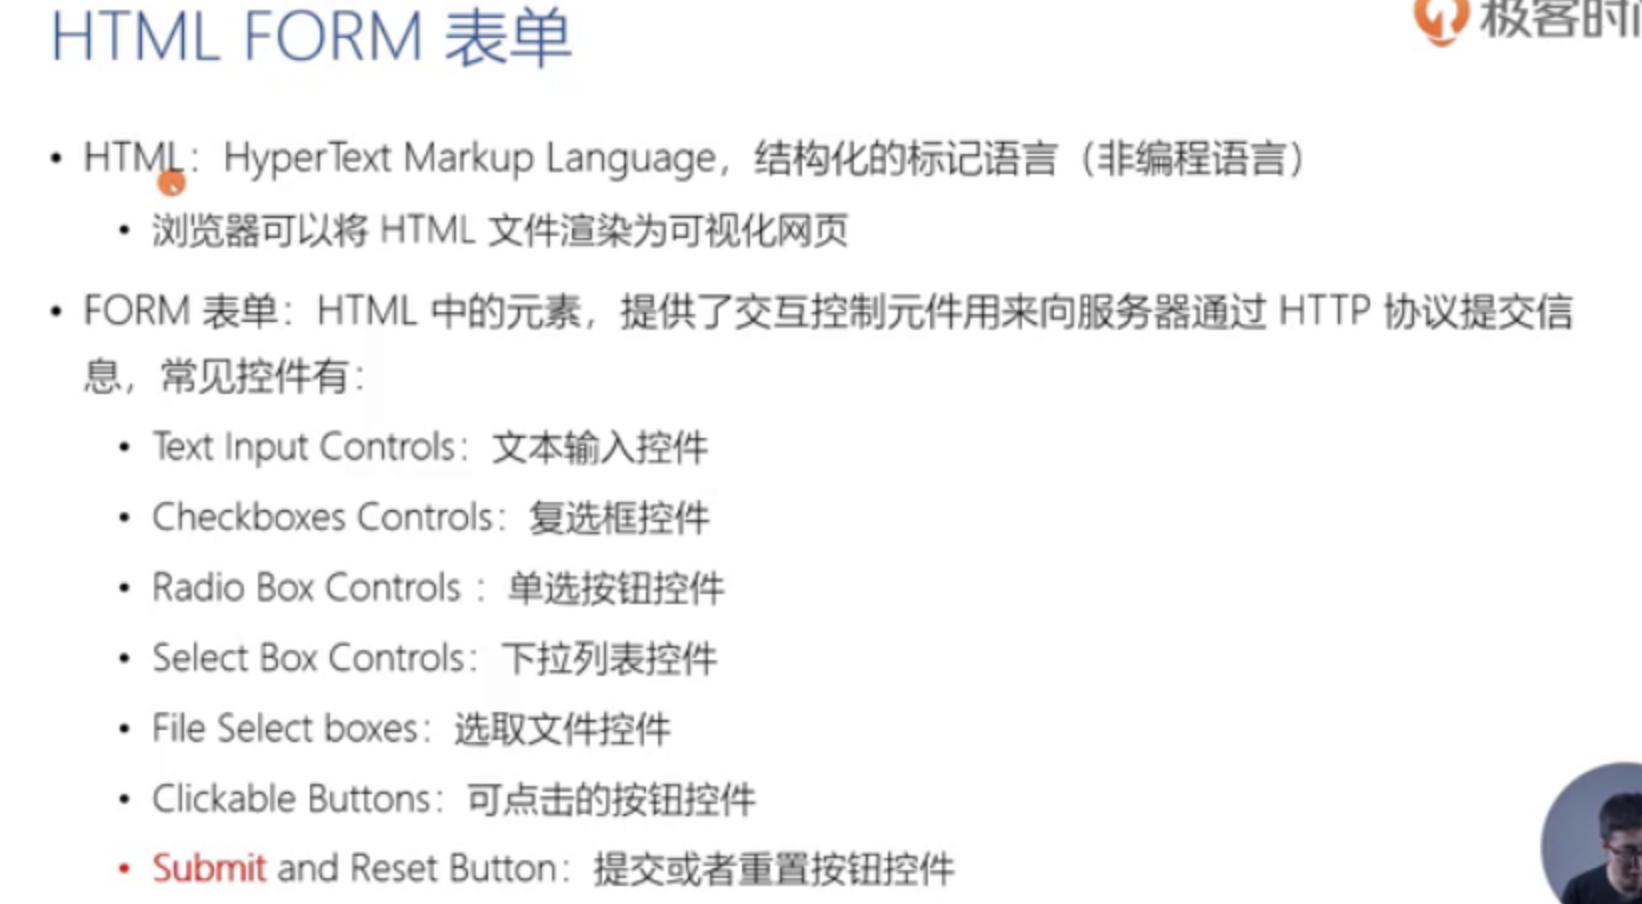 HTML FORM 表单
极客时
• HTML：HyperText Markup Language，结构化的标记语言（非编程语言）
• 浏览器可以将 HTML 文件渲染为可视化网页
• FORM 表单：HTML 中的元素，提供了交互控制元件用来向服务器通过 HTTP 协议提交信
息，常见控件有：
• Text Input Controls：文本输入控件
• Checkboxes Controls：复选框控件
• Radio Box Controls ：单选按钮控件
• Select Box Controls：下拉列表控件
• File Select boxes：选取文件控件
• Clickable Buttons：可点击的按钮控件
• Submit and Reset Button：提交或者重置按钮控件